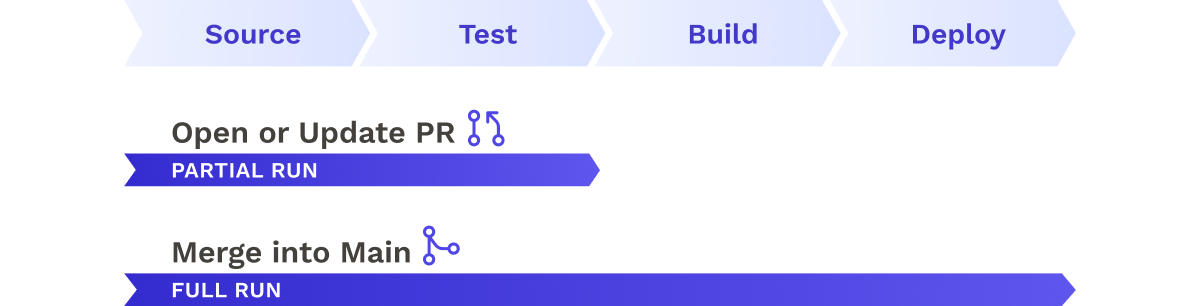 Source Test Build Deploy
Open or Update PR
PARTIAL RUN
Merge into Main
FULL RUN